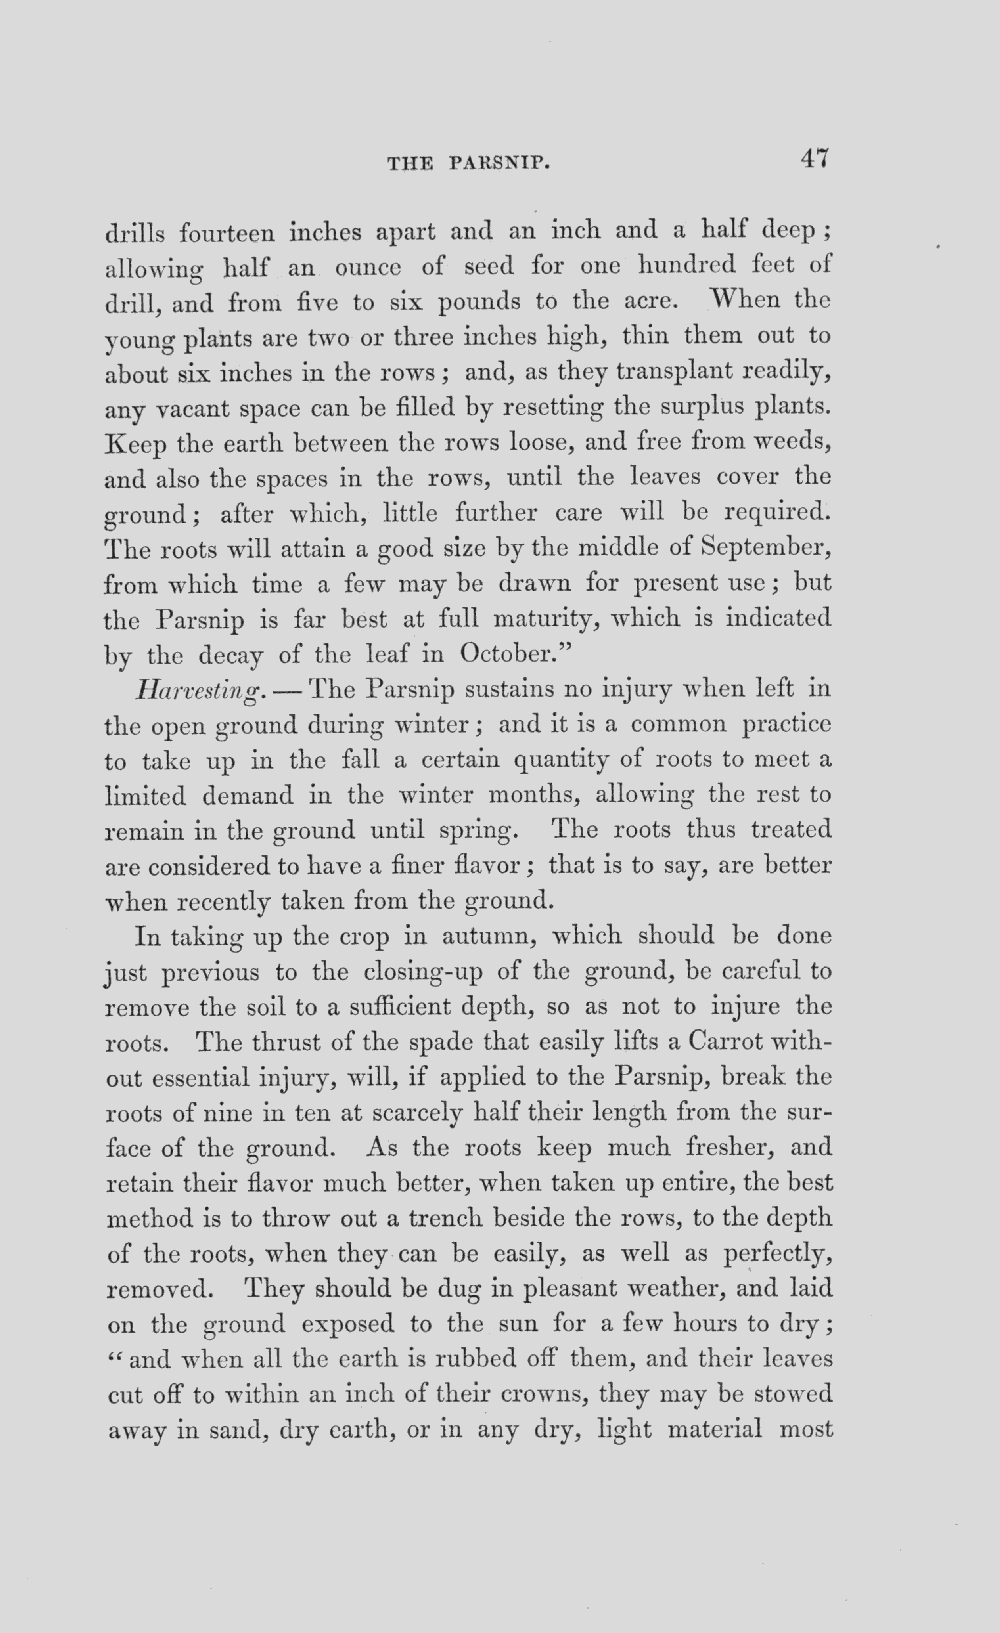 THE PARSNIP. 47
drills fourteen inches apart and an inch and a half deep;
allowing half an ounce of seed for one hundred feet of
drill, and from five to six pounds to the acre. When the
young plants are two or three inches high, thin them out to
about six inches in the rows; and, as they transplant readily,
any vacant space can be filled by resetting the surplus plants.
Keep the earth between the rows loose, and free from weeds,
and also the spaces in the rows, until the leaves cover the
ground; after which, little further care will be required.
The roots will attain a good size by the middle of September,
from which time a few may be drawn for present use; but
the Parsnip is far best at full maturity, which is indicated
by the decay of the leaf in October.”
Harvesting. — The Parsnip sustains no injury when left in
the open ground during winter; and it is a common practice
to take up in the fall a certain quantity of roots to meet a
limited demand in the winter months, allowing the rest to
remain in the ground until spring. The roots thus treated
are considered to have a finer flavor; that is to say, are better
when recently taken from the ground.
In taking up the crop in autumn, which should be done
just previous to the closing-up of the ground, be careful to
remove the soil to a sufficient depth, so as not to injure the
roots. The thrust of the spade that easily lifts a Carrot with-
out essential injury, will, if applied to the Parsnip, break the
roots of nine in ten at scarcely half their length from the sur-
face of the ground. As the roots keep much fresher, and
retain their flavor much better, when taken up entire, the best
method is to throw out a trench beside the rows, to the depth
of the roots, when they can be easily, as well as perfectly,
removed. They should be dug in pleasant weather, and laid
on the ground exposed to the sun for a few hours to dry;
“and when all the earth is rubbed off them, and their leaves
cut off to within an inch of their crowns, they may be stowed
away in sand, dry earth, or in any dry, light material most